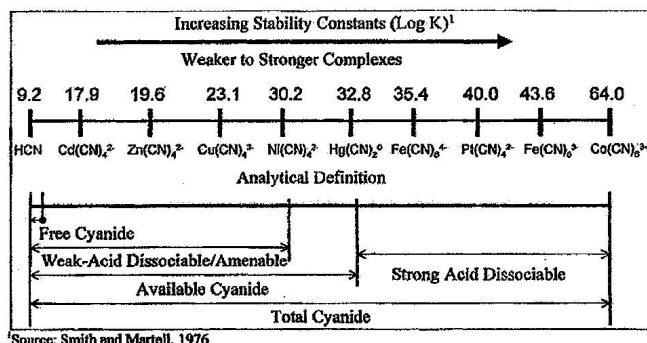 Increasing Stability Constants (Log K)¹
Weaker to Stronger Complexes
9.2 17.9 19.6 23.1 30.2 32.8 35.4 40.0 43.6 64.0
HCN Cd(CN)₄²⁻ Zn(CN)₄²⁻ Cu(CN)₄³⁻ Ni(CN)₄²⁻ Hg(CN)₂⁰ Fe(CN)₆⁴⁻ Pt(CN)₄²⁻ Fe(CN)₆³⁻ Co(CN)₆³⁻
Analytical Definition
Free Cyanide
Weak-Acid Dissociable/Amenable
Strong Acid Dissociable
Available Cyanide
Total Cyanide
¹Source: Smith and Martell, 1976